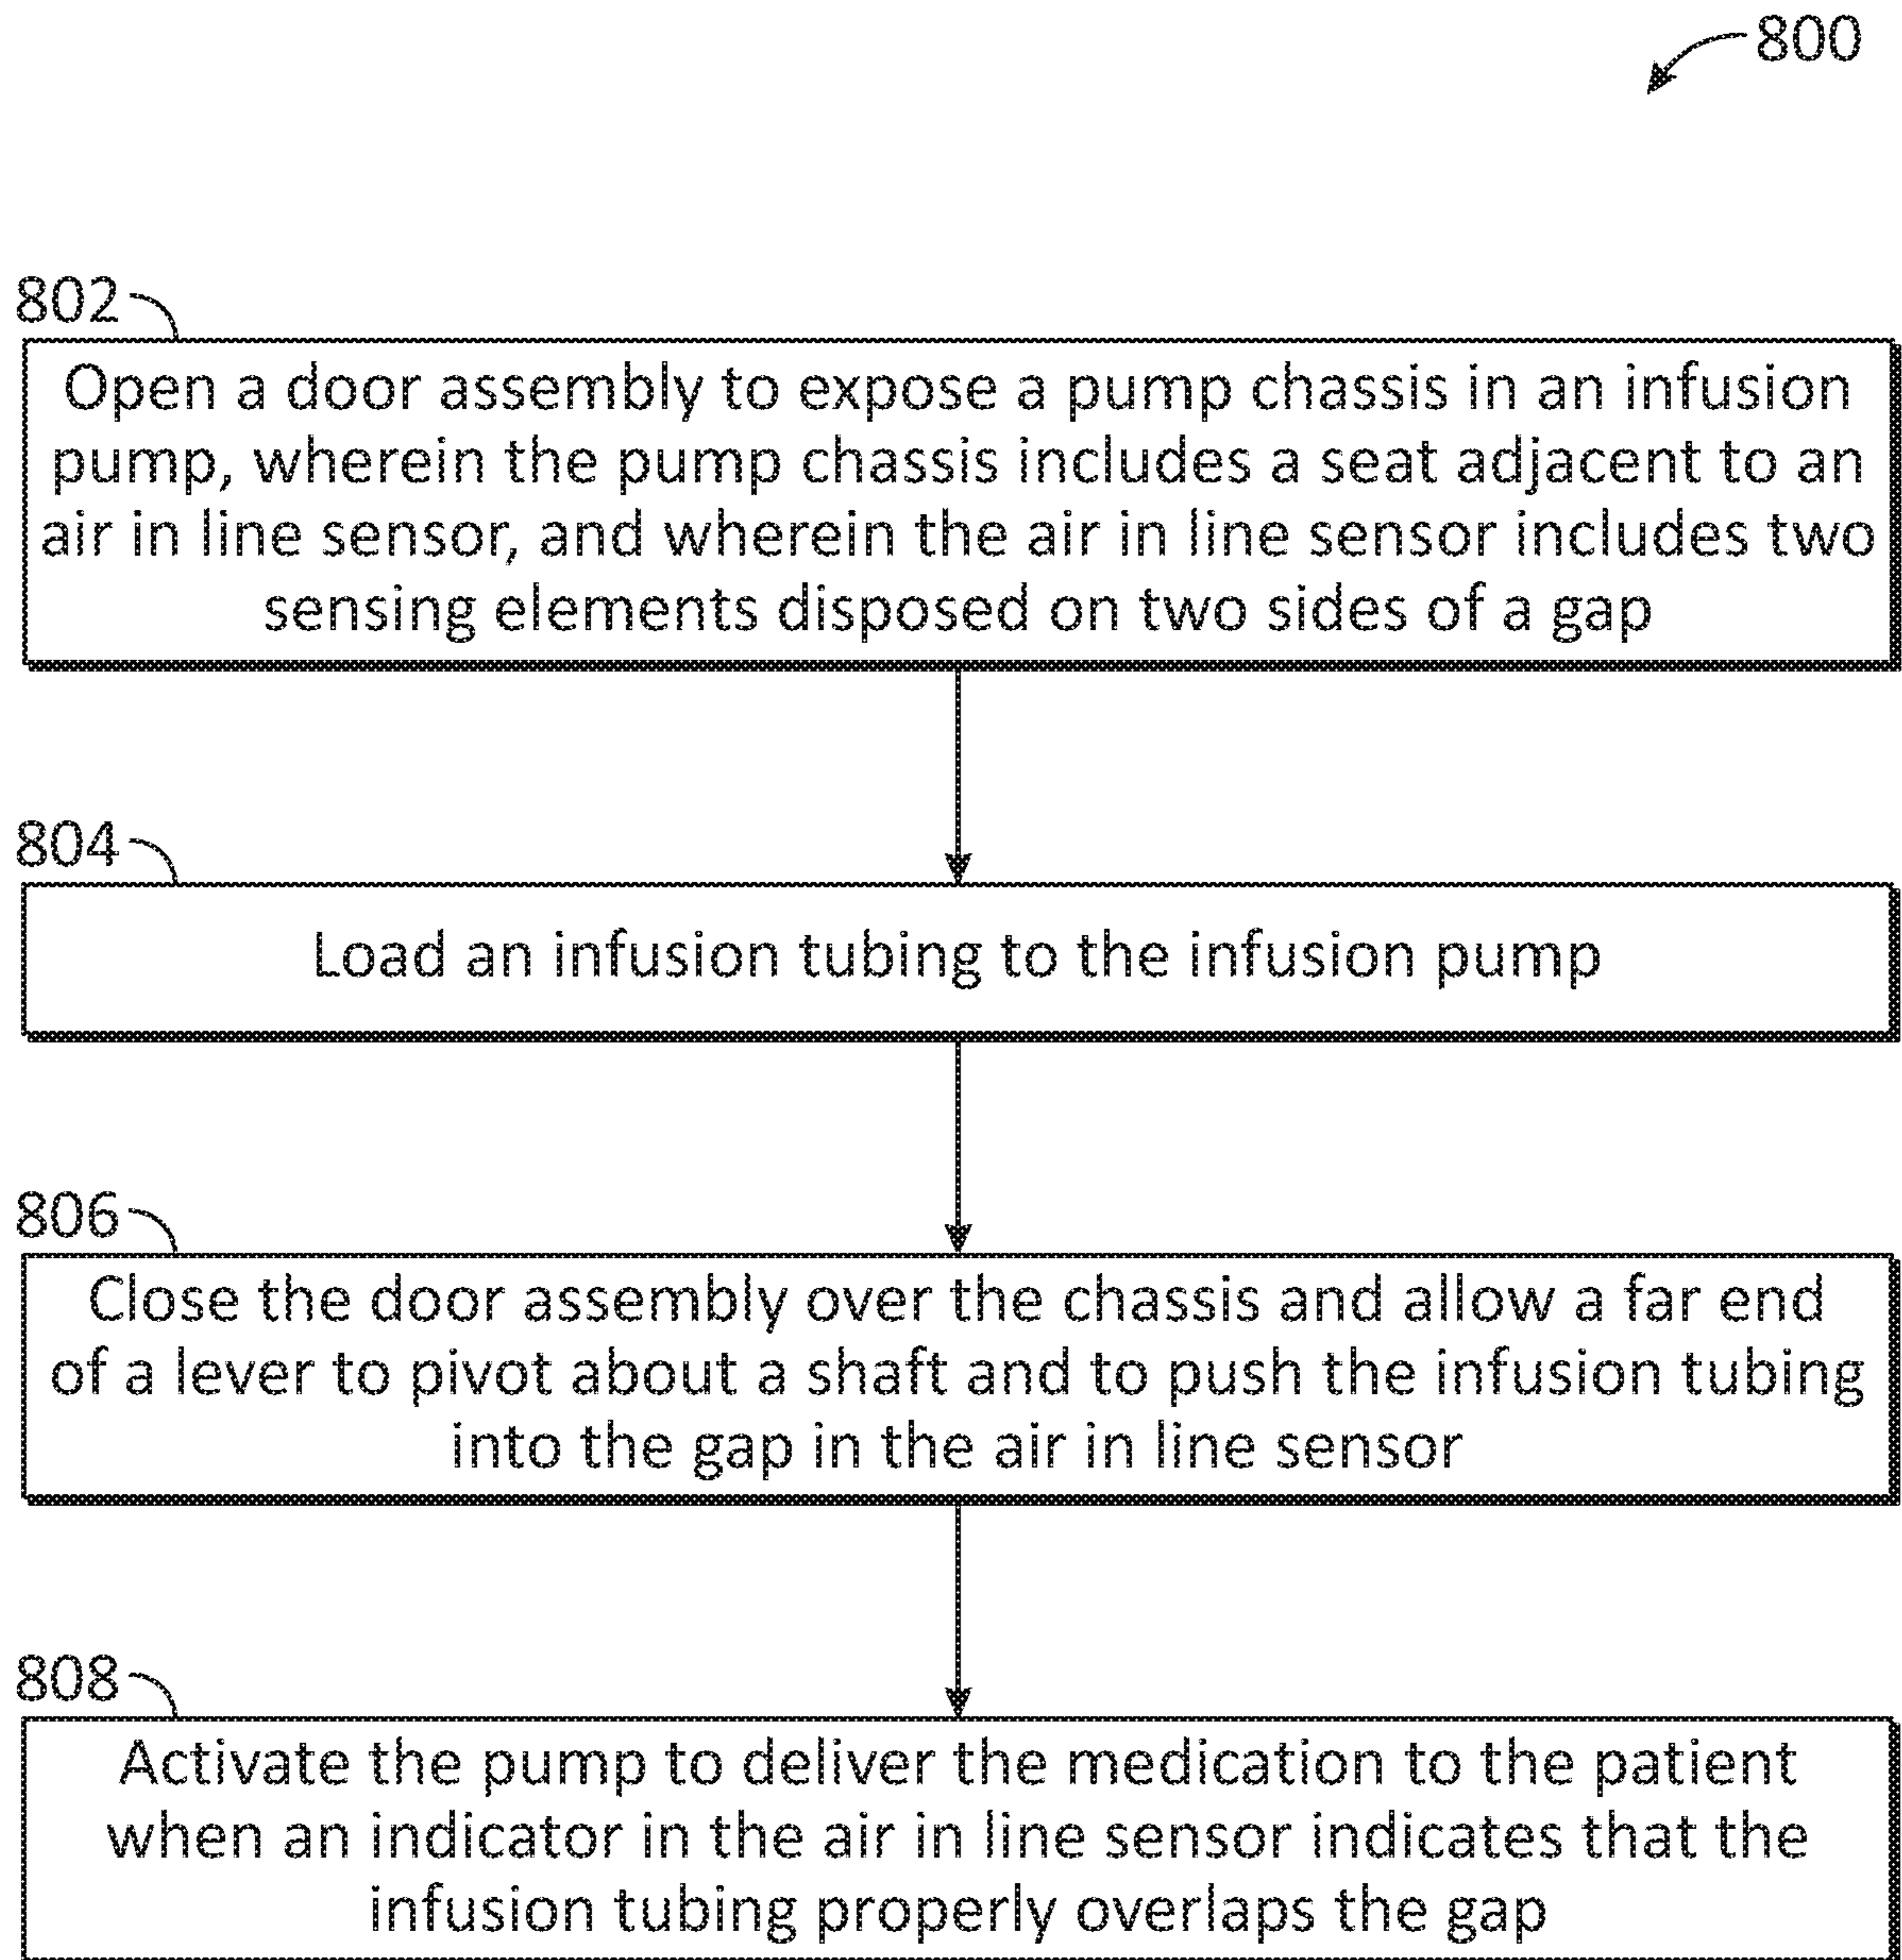 800
802
Open a door assembly to expose a pump chassis in an infusion
pump, wherein the pump chassis includes a seat adjacent to an
air in line sensor, and wherein the air in line sensor includes two
sensing elements disposed on two sides of a gap
804
Load an infusion tubing to the infusion pump
806
Close the door assembly over the chassis and allow a far end
of a lever to pivot about a shaft and to push the infusion tubing
into the gap in the air in line sensor
808
Activate the pump to deliver the medication to the patient
when an indicator in the air in line sensor indicates that the
infusion tubing properly overlaps the gap